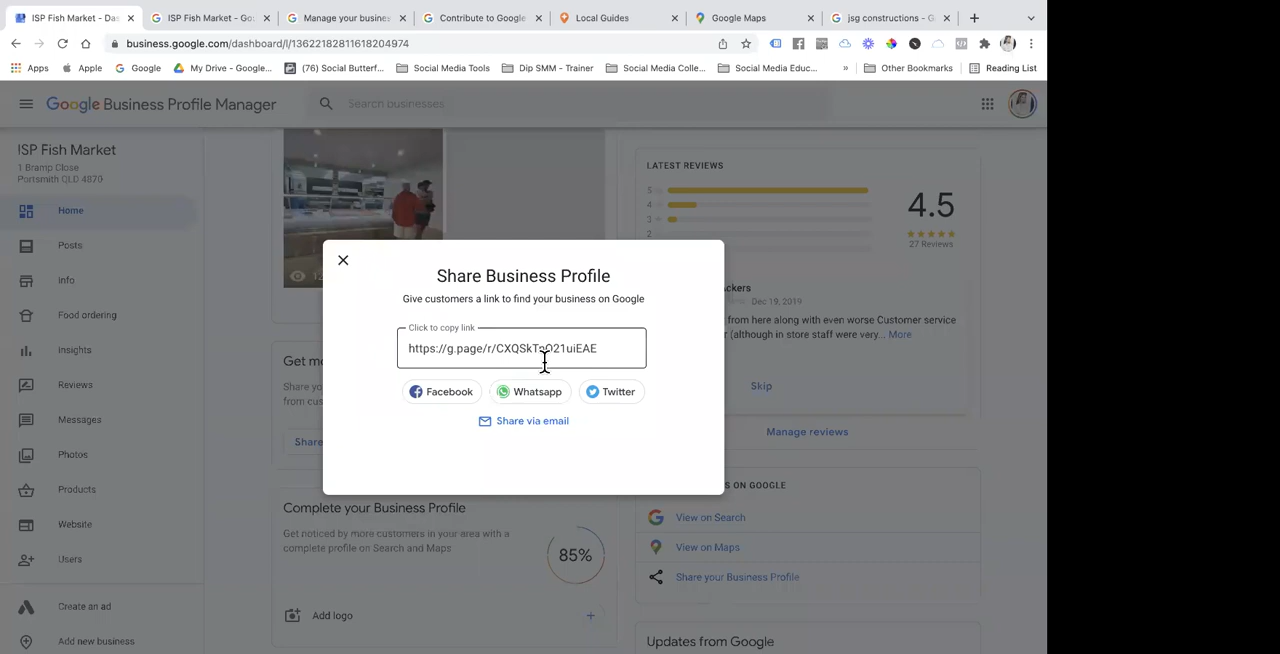 ISP Fish Market - Das
ISP Fish Market - Go
Manage your busines
Contribute to Google
Local Guides
Google Maps
jsg constructions - G
business.google.com/dashboard/l/13622182811618204974
Apps
Apple
Google
My Drive - Google...
(76) Social Butterf...
Social Media Tools
Dip SMM - Trainer
Social Media Colle...
Social Media Educ...
»
Other Bookmarks
Reading List
Google Business Profile Manager
Search businesses
ISP Fish Market
1 Bramp Close
Portsmith QLD 4870
Home
Posts
Info
Food ordering
Insights
Reviews
Messages
Photos
Products
Website
Users
Create an ad
Add new business
LATEST REVIEWS
5
4
3
2
4.5
27 Reviews
Dec 19, 2019
from here along with even worse Customer service
(although in store staff were very... More
Skip
Manage reviews
Share Business Profile
Give customers a link to find your business on Google
Click to copy link
Facebook
Whatsapp
Twitter
Share via email
Share
Complete your Business Profile
Get noticed by more customers in your area with a
complete profile on Search and Maps
85%
Add logo
S ON GOOGLE
View on Search
View on Maps
Share your Business Profile
Updates from Google